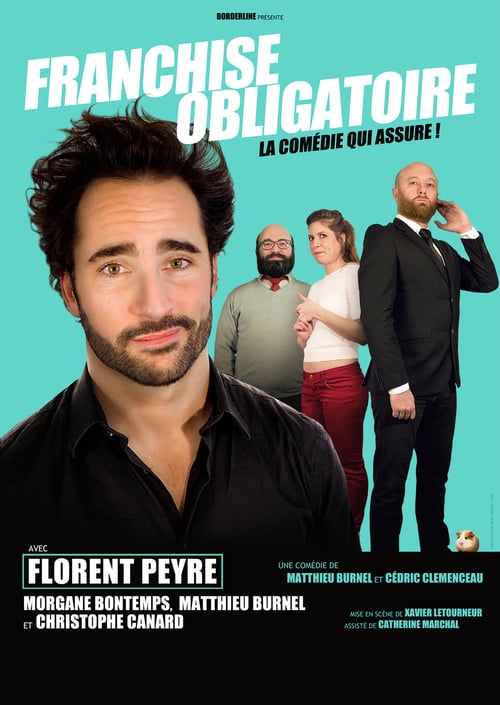 BORDERLINE PRÉSENTE
FRANCHISE
OBLIGATOIRE
LA COMÉDIE QUI ASSURE !
AVEC
FLORENT PEYRE
MORGANE BONTEMPS, MATTHIEU BURNEL
ET CHRISTOPHE CANARD
UNE COMÉDIE DE
MATTHIEU BURNEL ET CÉDRIC CLEMENCEAU
MISE EN SCÈNE DE XAVIER LETOURNEUR
ASSISTÉ DE CATHERINE MARCHAL